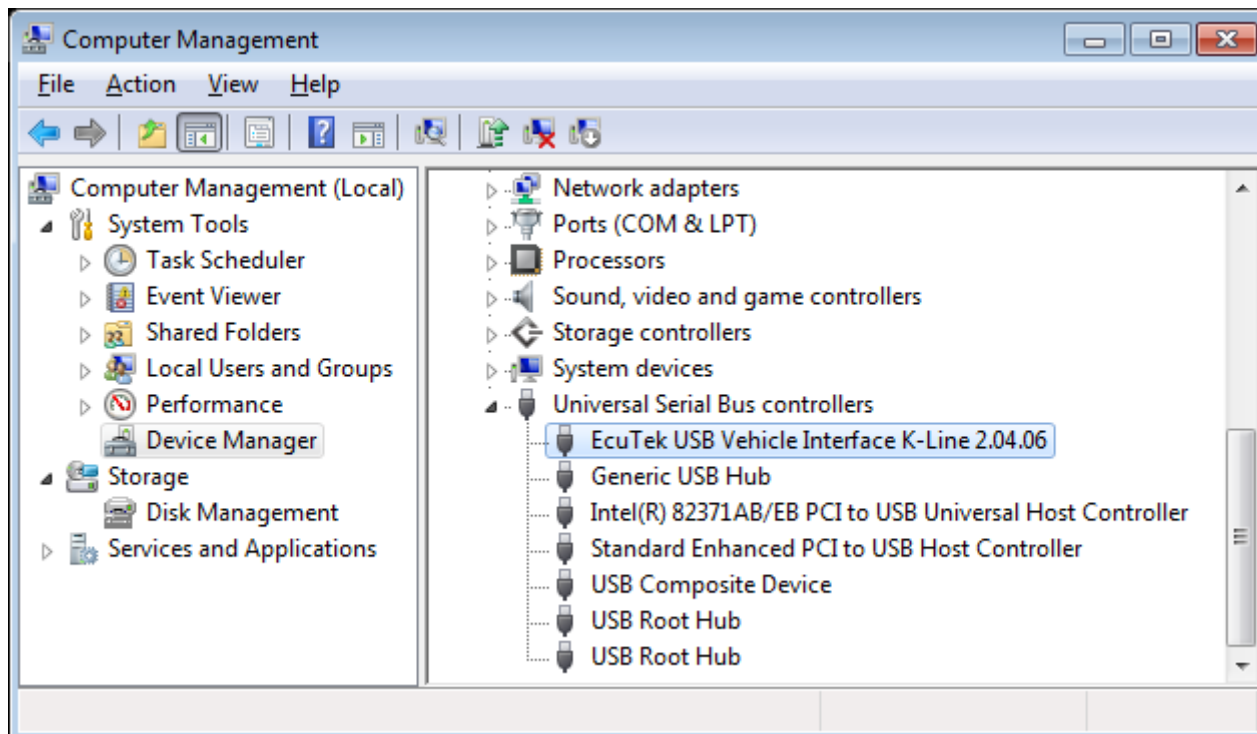 Computer Management
File Action View Help
Computer Management (Local)
System Tools
Task Scheduler
Event Viewer
Shared Folders
Local Users and Groups
Performance
Device Manager
Storage
Disk Management
Services and Applications
Network adapters
Ports (COM & LPT)
Processors
Sound, video and game controllers
Storage controllers
System devices
Universal Serial Bus controllers
EcuTek USB Vehicle Interface K-Line 2.04.06
Generic USB Hub
Intel(R) 82371AB/EB PCI to USB Universal Host Controller
Standard Enhanced PCI to USB Host Controller
USB Composite Device
USB Root Hub
USB Root Hub